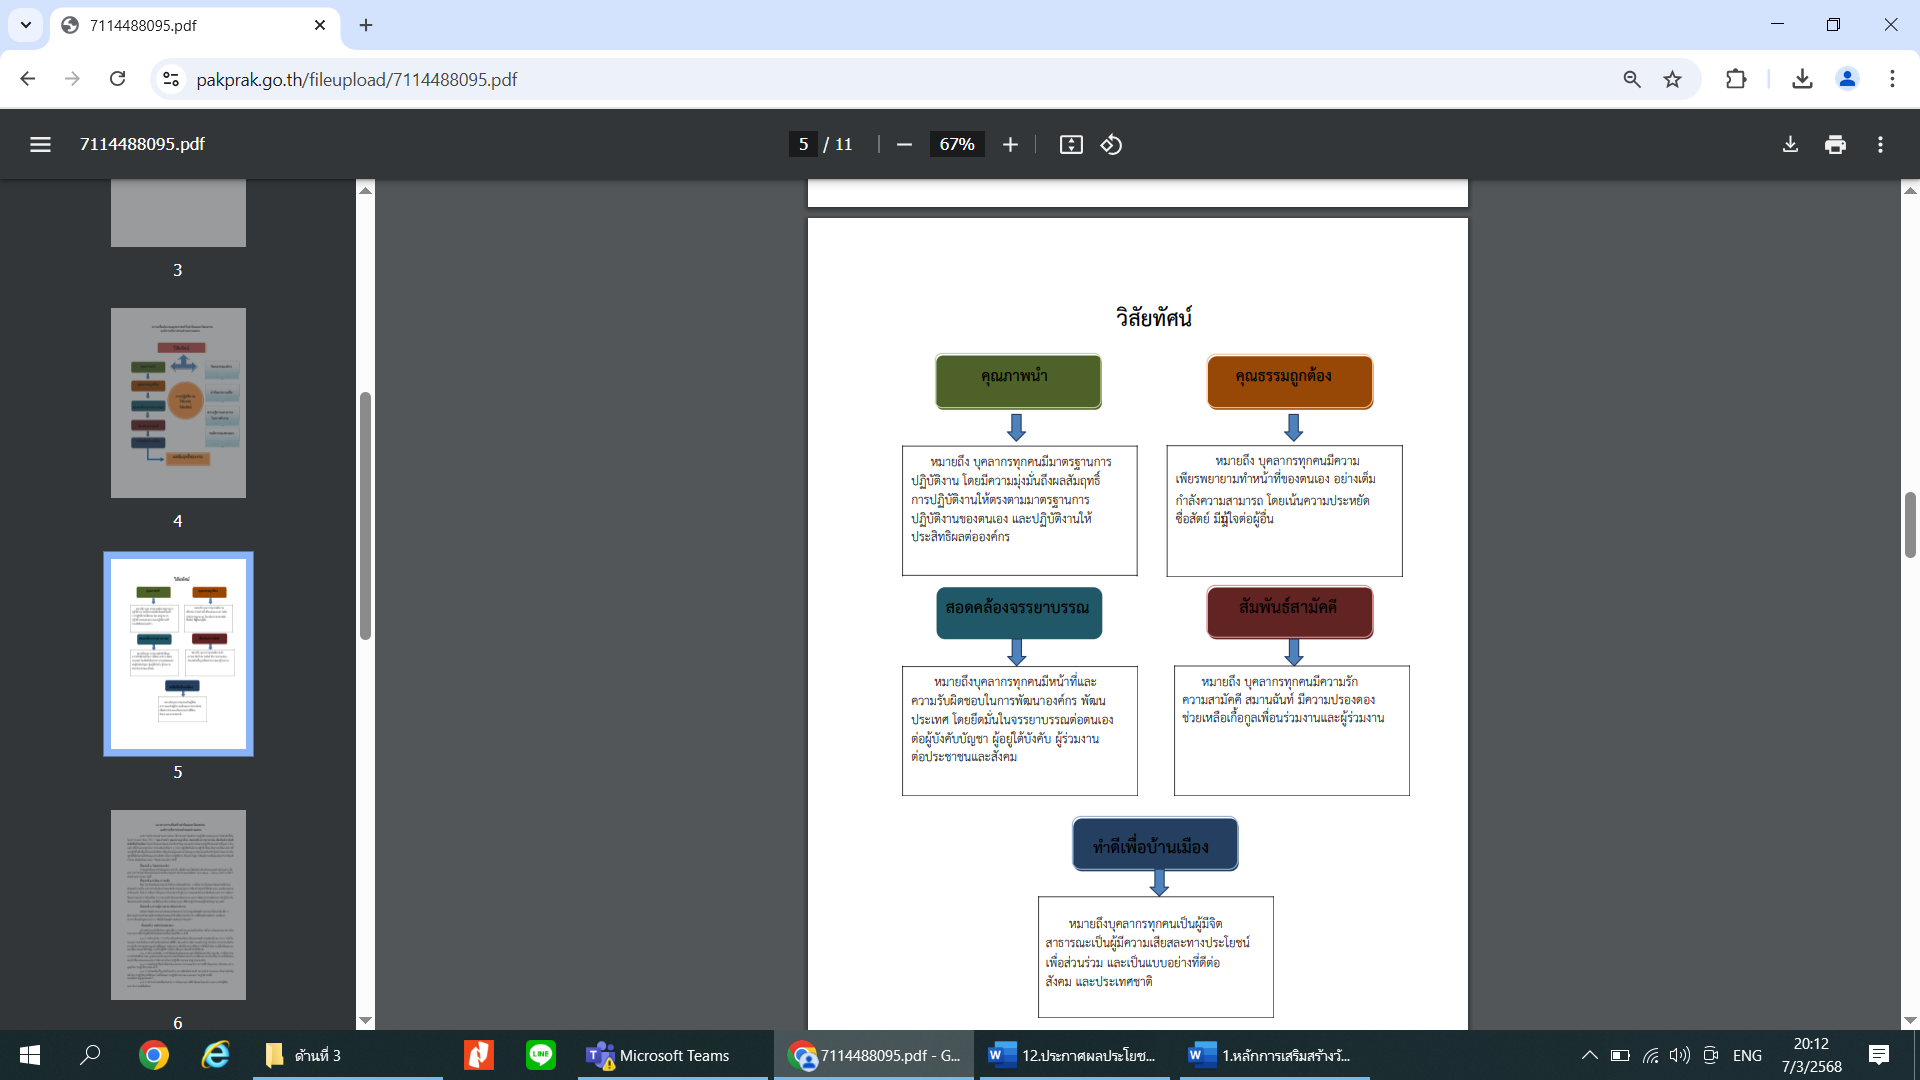 7114488095.pdf
pakprak.go.th/fileupload/7114488095.pdf
7114488095.pdf
5 / 11
67%
3
4
5
6
วิสัยทัศน์
คุณภาพนำ
คุณธรรมถูกต้อง
หมายถึง บุคลากรทุกคนมีมาตรฐานการ
ปฏิบัติงาน โดยมีความมุ่งมั่นถึงผลสัมฤทธิ์
การปฏิบัติงานให้ตรงตามมาตรฐานการ
ปฏิบัติงานของตนเอง และปฏิบัติงานให้
ประสิทธิผลต่อองค์กร
หมายถึง บุคลากรทุกคนมีความ
เพียรพยายามทำหน้าที่ของตนเอง อย่างเต็ม
กำลังความสามารถ โดยเน้นความประหยัด
ซื่อสัตย์ ต่อผู้อื่น
สอดคล้องจรรยาบรรณ
สัมพันธ์สามัคคี
หมายถึงบุคลากรทุกคนมีหน้าที่และ
ความรับผิดชอบในการพัฒนาองค์กร พัฒน
ประเทศ โดยยึดมั่นในจรรยาบรรณต่อตนเอง
ต่อผู้บังคับบัญชา ผู้อยู่ใต้บังคับ ผู้ร่วมงาน
ต่อประชาชนและสังคม
หมายถึง บุคลากรทุกคนมีความรัก
ความสามัคคี สมานฉันท์ มีความปรองดอง
ช่วยเหลือเกื้อกูลเพื่อนร่วมงานและผู้ร่วมงาน
ทำดีเพื่อบ้านเมือง
หมายถึงบุคลากรทุกคนเป็นผู้มีจิต
สาธารณะเป็นผู้มีความเสียสละทางประโยชน์
เพื่อส่วนร่วม และเป็นแบบอย่างที่ดีต่อ
สังคม และประเทศชาติ
ด้านที่ 3
LINE
Microsoft Teams
7114488095.pdf - G...
12.ประกาศผลประโยช...
1.หลักการเสริมสร้างวั...
ENG
20:12
7/3/2568